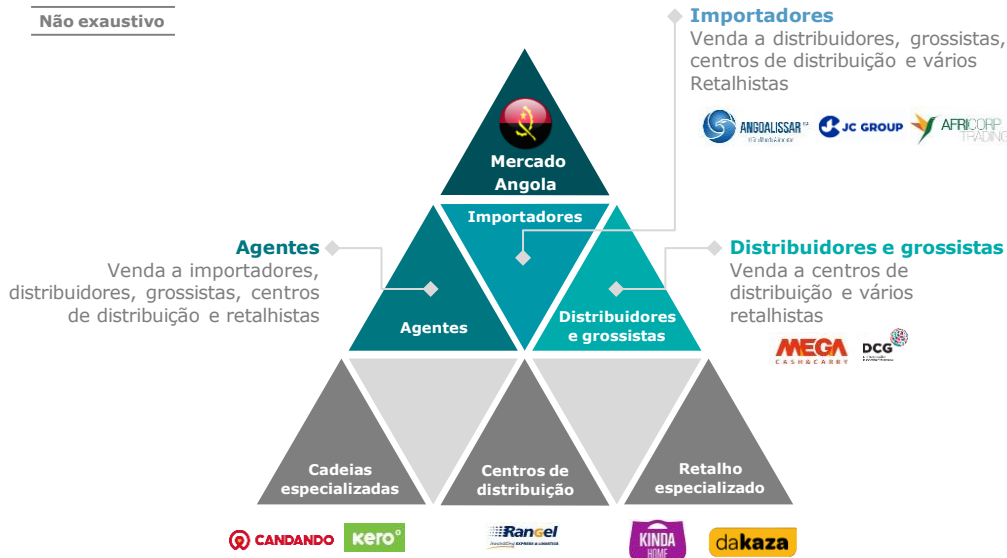 Não exaustivo
Importadores
Venda a distribuidores, grossistas,
centros de distribuição e vários
Retalhistas
ANGOALISSAR
JC GROUP
AFRICORP
TRADING
Mercado
Angola
Importadores
Agentes
Venda a importadores,
distribuidores, grossistas, centros
de distribuição e retalhistas
Agentes
Distribuidores
e grossistas
Distribuidores e grossistas
Venda a centros de
distribuição e vários
retalhistas
MEGA
CASH&CARRY
DCG
Cadeias
especializadas
Centros de
distribuição
Retalho
especializado
CANDANDO
kero
Rangel
KINDA
HOME
dakaza